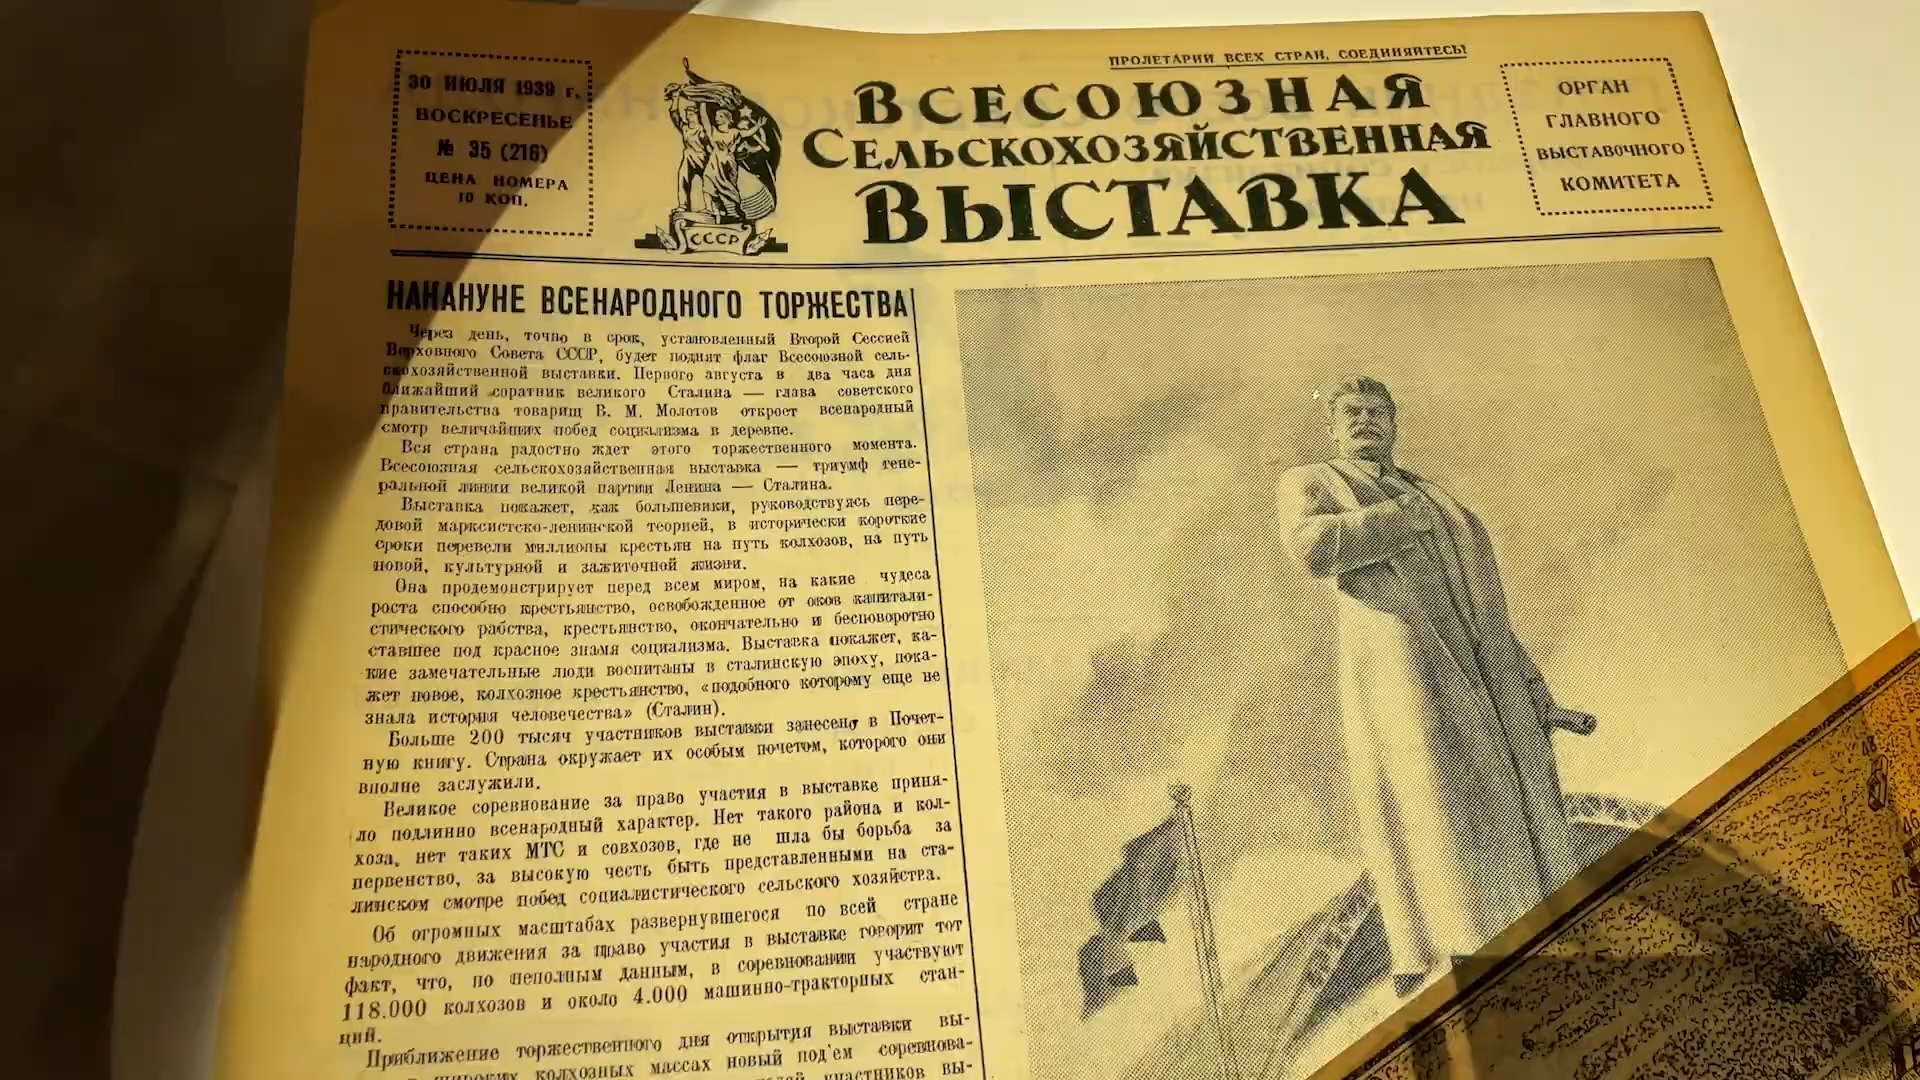 30 ИЮЛЯ 1939 г.
ВОСКРЕСЕНЬЕ
№ 35 (216)
ЦЕНА НОМЕРА
10 КОП.
СССР
ПРОЛЕТАРИИ ВСЕХ СТРАН, СОЕДИНЯЙТЕСЬ!
ВСЕСОЮЗНАЯ
СЕЛЬСКОХОЗЯЙСТВЕННАЯ
ВЫСТАВКА
ОРГАН
ГЛАВНОГО
ВЫСТАВОЧНОГО
КОМИТЕТА
НАКАНУНЕ ВСЕНАРОДНОГО ТОРЖЕСТВА
Через день, точно в срок, установленный Второй Сессией
Верховного Совета СССР, будет поднят флаг Всесоюзной сель-
скохозяйственной выставки. Первого августа в два часа дня
ближайший соратник великого Сталина — глава советского
правительства товарищ В. М. Молотов откроет всенародный
смотр величайших побед социализма в деревне.
Вся страна радостно ждет этого торжественного момента.
Всесоюзная сельскохозяйственная выставка — триумф гене-
ральной линии великой партии Ленина — Сталина.
Выставка покажет, как большевики, руководствуясь пере-
довой марксистско-ленинской теорией, в исторически короткие
сроки перевели миллионы крестьян на путь колхозов, на путь
новой, культурной и зажиточной жизни.
Она продемонстрирует перед всем миром, на какие чудеса
роста способно крестьянство, освобожденное от оков капитали-
стического рабства, крестьянство, окончательно и бесповоротно
ставшее под красное знамя социализма. Выставка покажет, ка-
кие замечательные люди воспитаны в сталинскую эпоху, пока-
жет новое, колхозное крестьянство, «подобного которому еще не
знала история человечества» (Сталин).
Больше 200 тысяч участников выставки занесено в Почет-
ную книгу. Страна окружает их особым почетом, которого они
вполне заслужили.
Великое соревнование за право участия в выставке приня-
ло подлинно всенародный характер. Нет такого района и кол-
хоза, нет таких МТС и совхозов, где не шла бы борьба за
первенство, за высокую честь быть представленными на ста-
линском смотре побед социалистического сельского хозяйства.
Об огромных масштабах развернувшегося по всей стране
народного движения за право участия в выставке говорит тот
факт, что, по неполным данным, в соревновании участвуют
118.000 колхозов и около 4.000 машинно-тракторных стан-
ций.
Приближение торжественного дня открытия выставки вы-
широких колхозных массах новый под'ем соревнова-
участников вы-
48
46